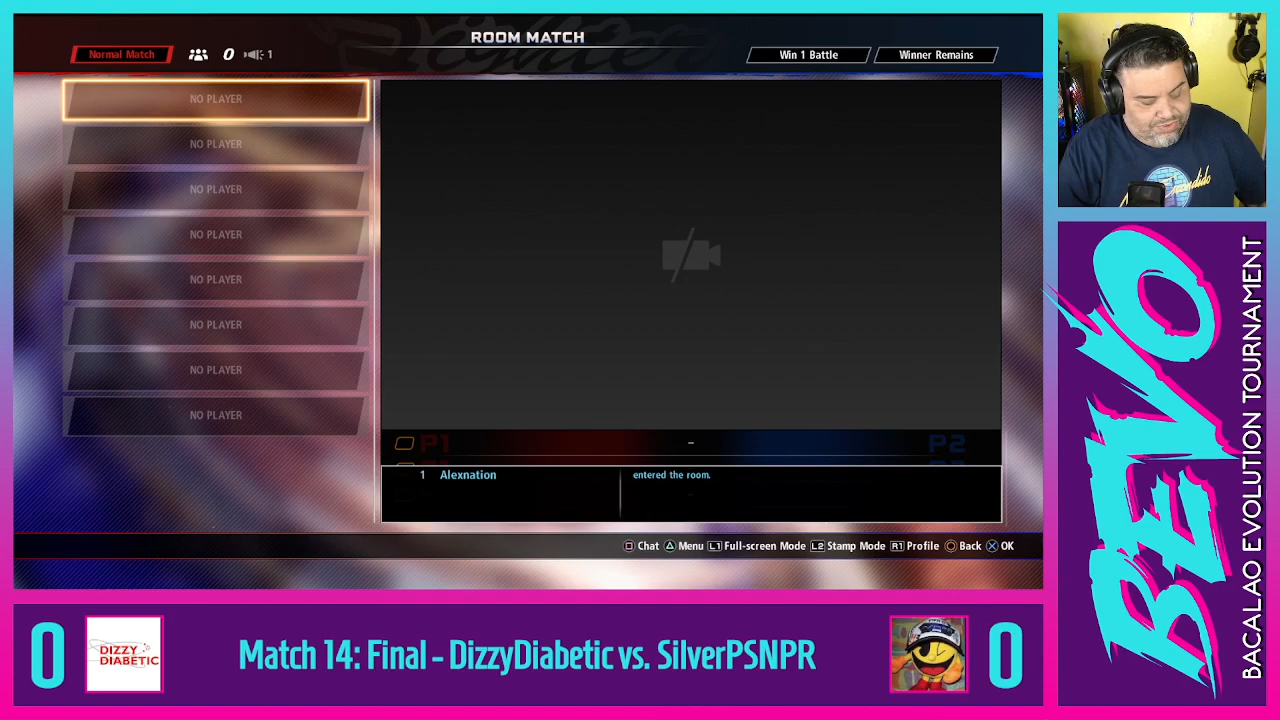 ROOM MATCH
Normal Match
0
1
Win 1 Battle
Winner Remains
NO PLAYER
NO PLAYER
NO PLAYER
NO PLAYER
NO PLAYER
NO PLAYER
NO PLAYER
NO PLAYER
P1
–
P2
1 Alexnation entered the room.
Chat Menu L1 Full-screen Mode L2 Stamp Mode R1 Profile Back OK
BEVO
BACALAO EVOLUTION TOURNAMENT
0
DIZZY
DIABETIC
Match 14: Final - DizzyDiabetic vs. SilverPSNPR
0